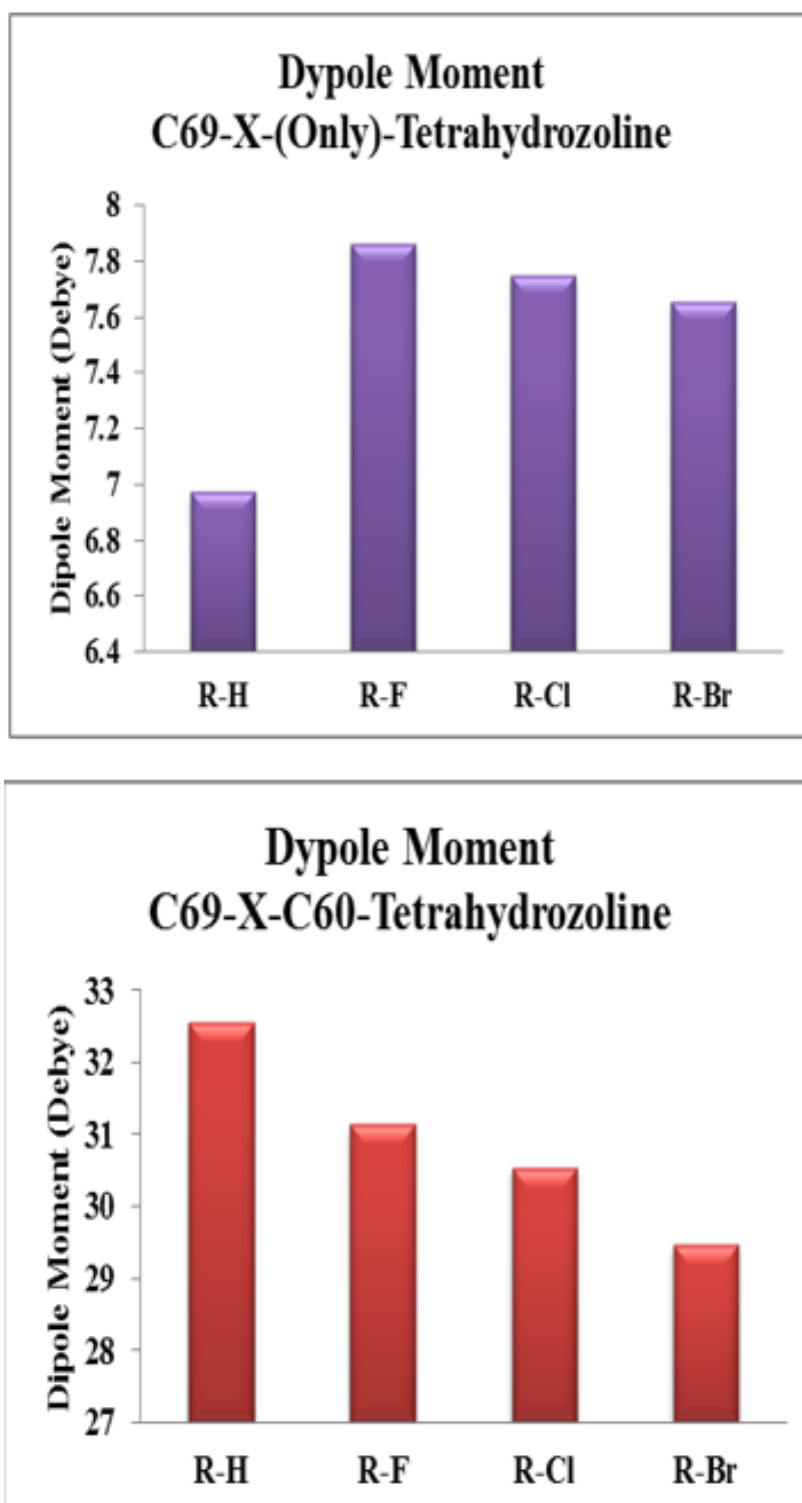 Dypole Moment
C69-X-(Only)-Tetrahydrozoline
Dipole Moment (Debye)
8
7.8
7.6
7.4
7.2
7
6.8
6.6
6.4
R-H R-F R-Cl R-Br
Dypole Moment
C69-X-C60-Tetrahydrozoline
Dipole Moment (Debye)
33
32
31
30
29
28
27
R-H R-F R-Cl R-Br